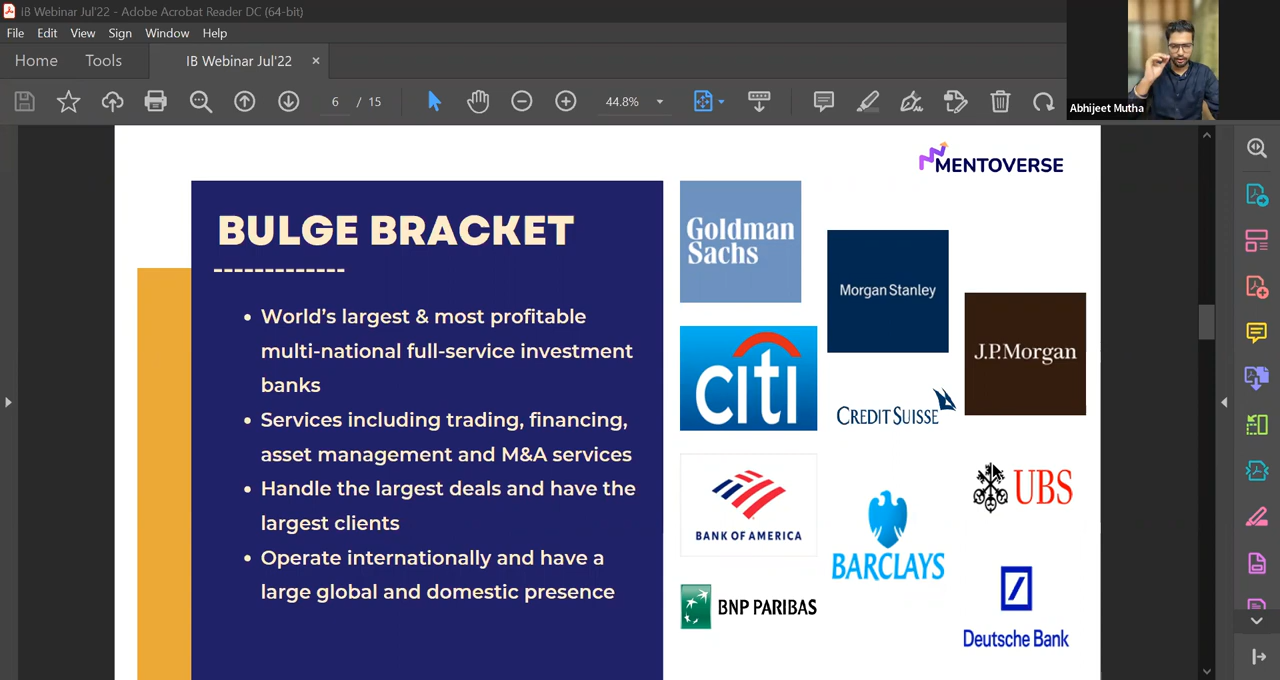 IB Webinar Jul'22 - Adobe Acrobat Reader DC (64-bit)
File Edit View Sign Window Help
Home Tools IB Webinar Jul'22 ×
6 / 15 44.8%
Abhijeet Mutha
MENTOVERSE
BULGE BRACKET
-------------
• World's largest & most profitable
multi-national full-service investment
banks
• Services including trading, financing,
asset management and M&A services
• Handle the largest deals and have the
largest clients
• Operate internationally and have a
large global and domestic presence
Goldman
Sachs
Morgan Stanley
J.P.Morgan
citi
CREDIT SUISSE
BANK OF AMERICA
UBS
BARCLAYS
BNP PARIBAS
Deutsche Bank